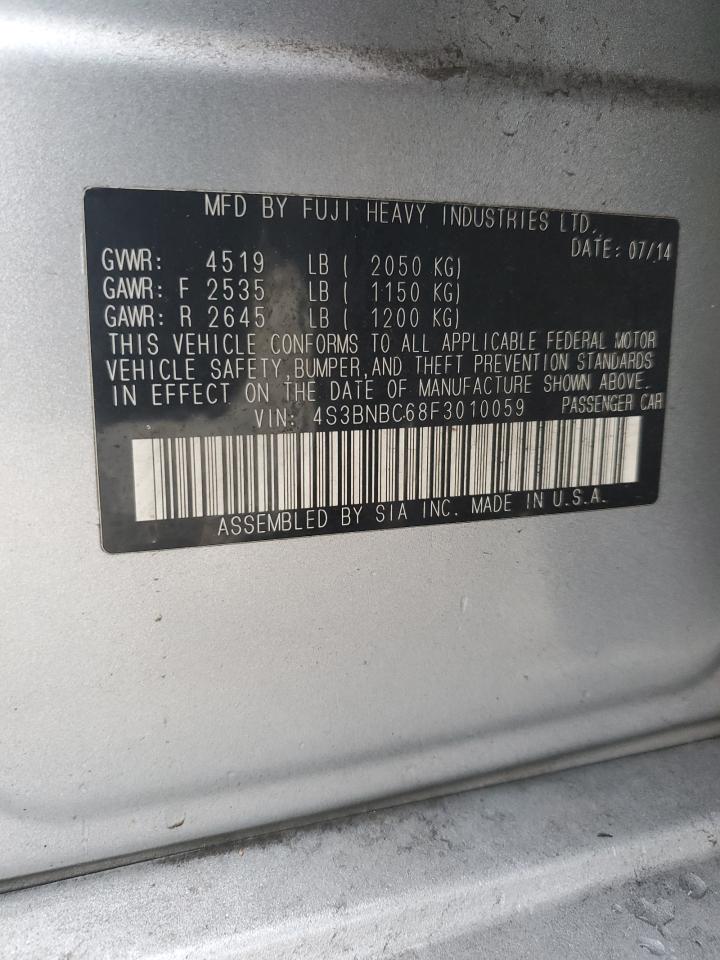 MFD BY FUJI HEAVY INDUSTRIES LTD.
DATE: 07/14
GVWR: 4519 LB ( 2050 KG)
GAWR: F 2535 LB ( 1150 KG)
GAWR: R 2645 LB ( 1200 KG)
THIS VEHICLE CONFORMS TO ALL APPLICABLE FEDERAL MOTOR
VEHICLE SAFETY, BUMPER, AND THEFT PREVENTION STANDARDS
IN EFFECT ON THE DATE OF MANUFACTURE SHOWN ABOVE.
VIN: 4S3BNBC68F3010059 PASSENGER CAR
ASSEMBLED BY SIA INC. MADE IN U.S.A.